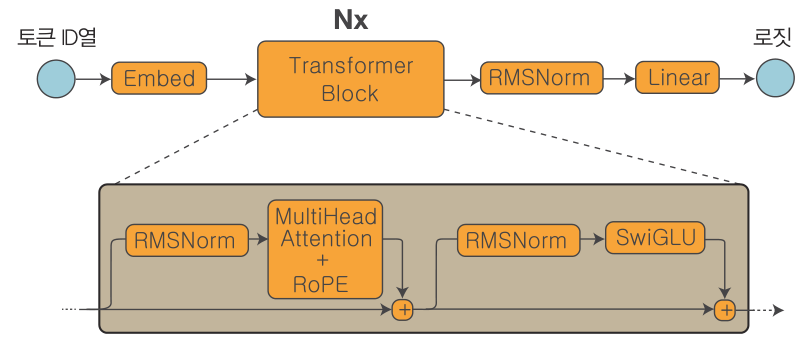 Nx
토큰 ID열
로짓
Embed
Transformer
Block
RMSNorm
Linear
RMSNorm
MultiHead
Attention
+
RoPE
+
RMSNorm
SwiGLU
+